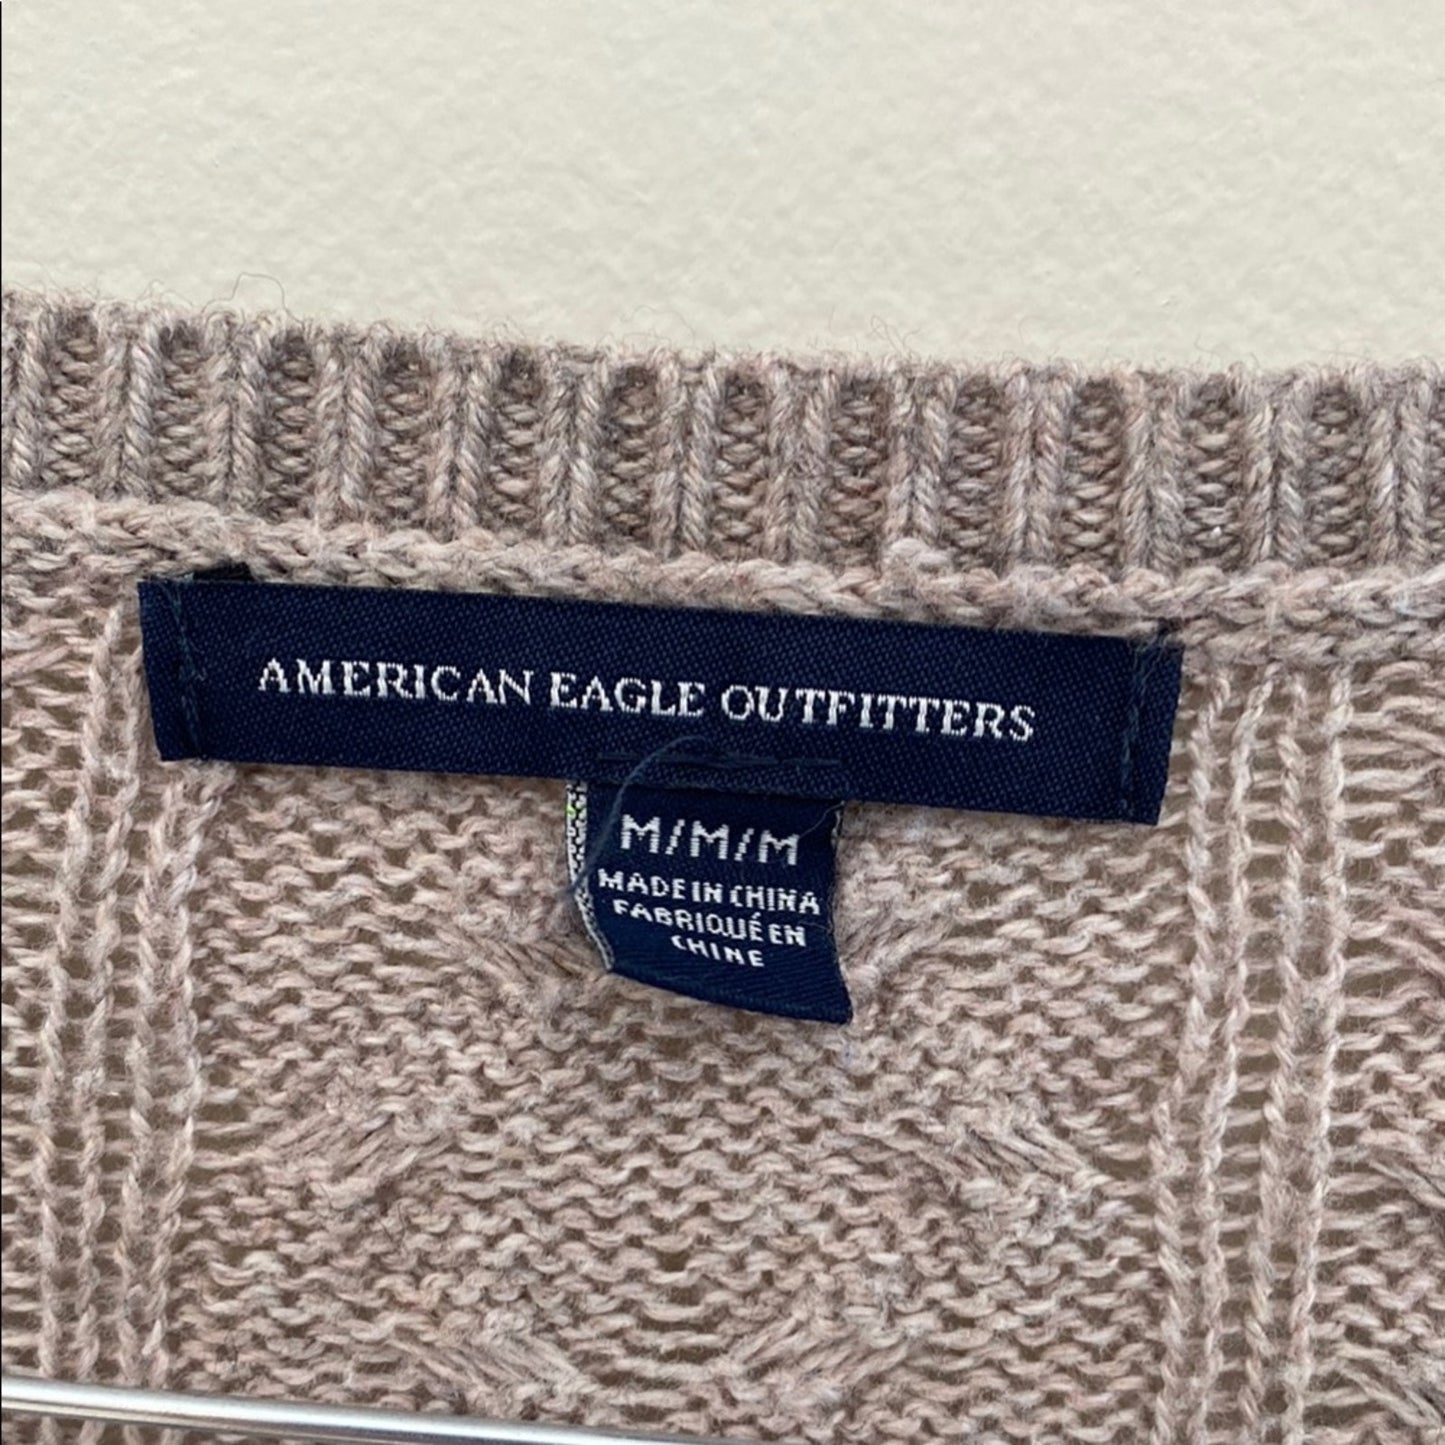 AMERICAN EAGLE OUTFITTERS
M/M/M
MADE IN CHINA
FABRIQUÉ EN
CHINE